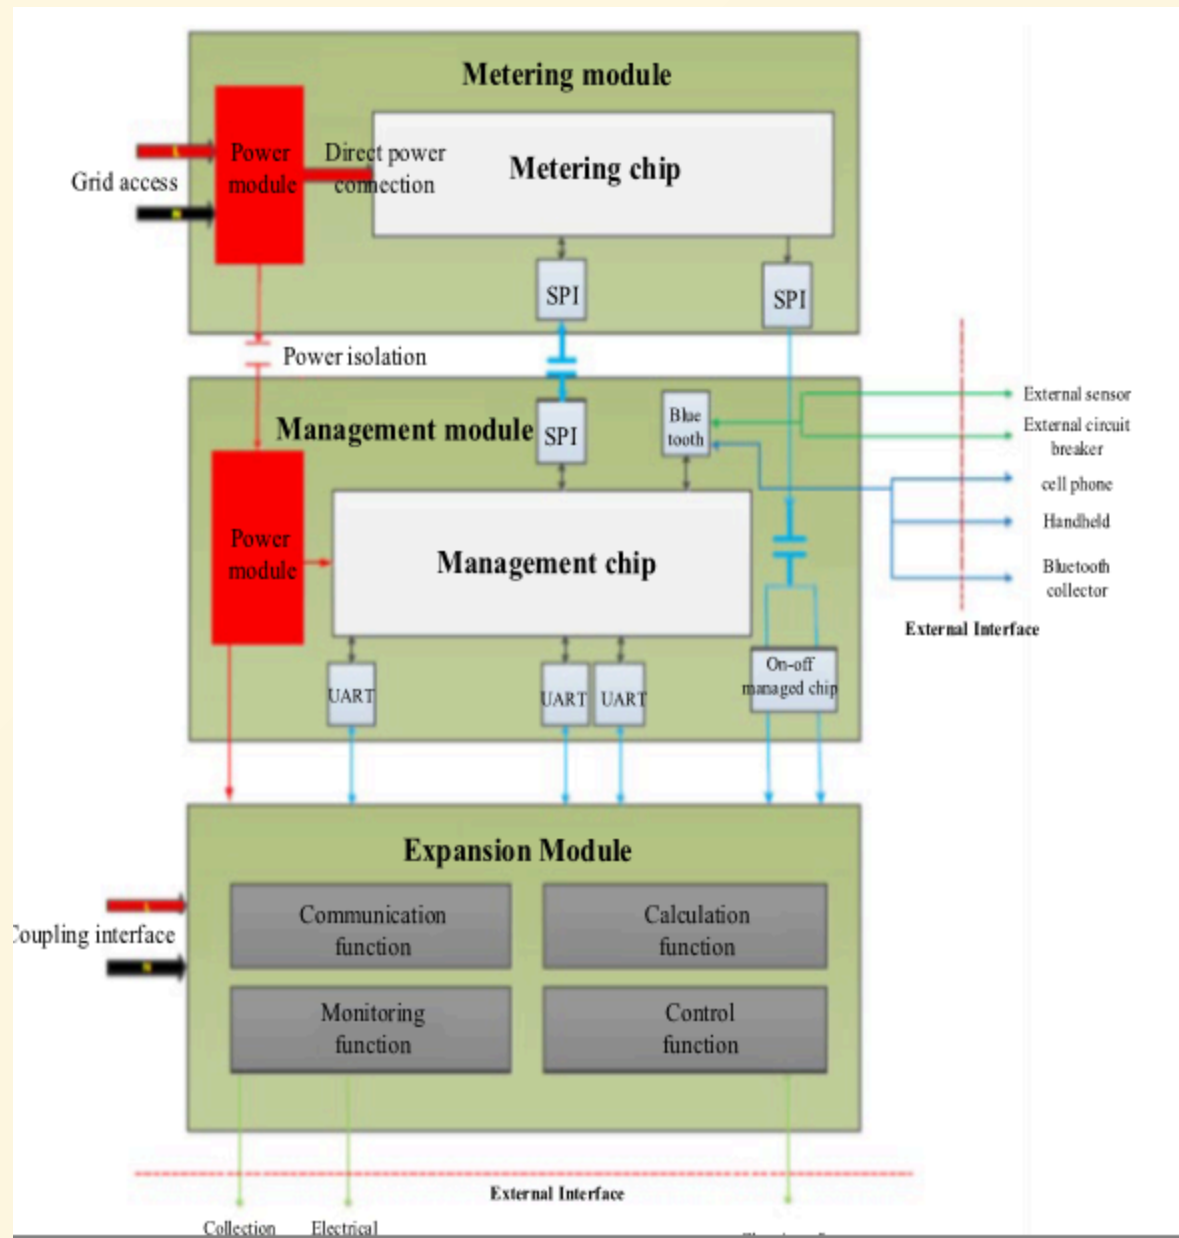 Metering module
Power
module
Direct power
connection
Metering chip
L
Grid access
N
SPI
SPI
Power isolation
Management module
SPI
Blue
tooth
External sensor
External circuit
breaker
cell phone
Handheld
Bluetooth
collector
External Interface
Power
module
Management chip
UART
UART
UART
On-off
managed chip
Expansion Module
Communication
function
Calculation
function
L
Coupling interface
N
Monitoring
function
Control
function
External Interface
Collection
Electrical